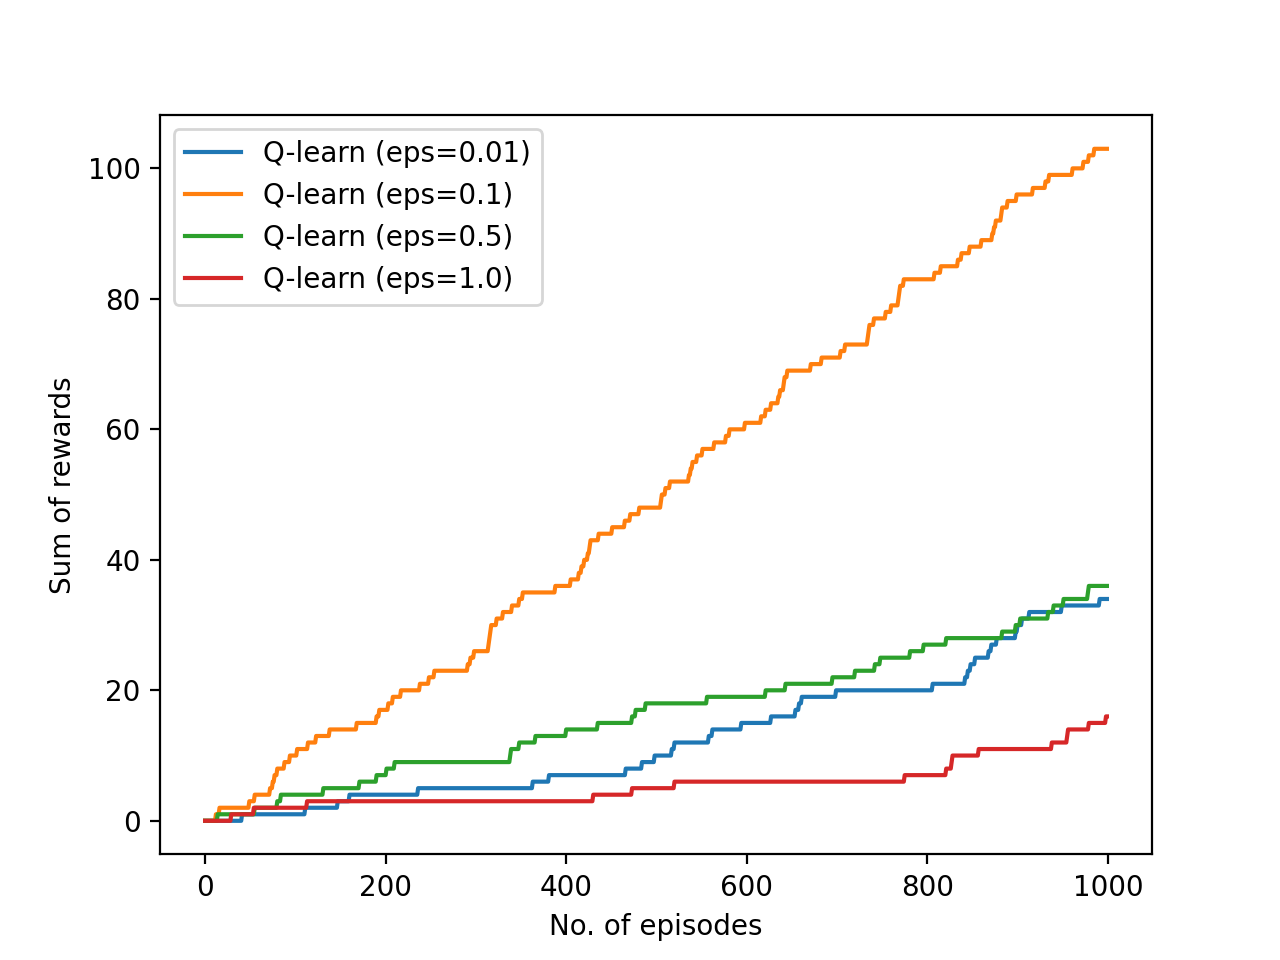 Q-learn (eps=0.01)
Q-learn (eps=0.1)
Q-learn (eps=0.5)
Q-learn (eps=1.0)
100
80
60
40
20
0
Sum of rewards
0 200 400 600 800 1000
No. of episodes